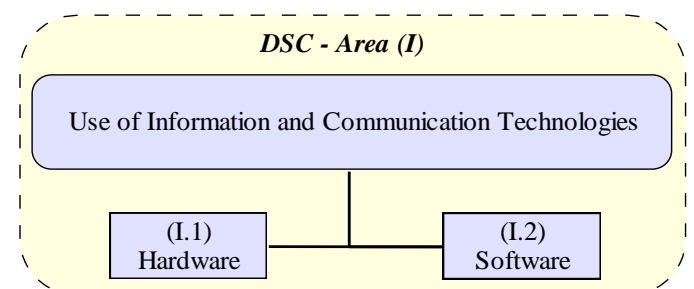 DSC - Area (I)
Use of Information and Communication Technologies
(I.1)
Hardware
(I.2)
Software